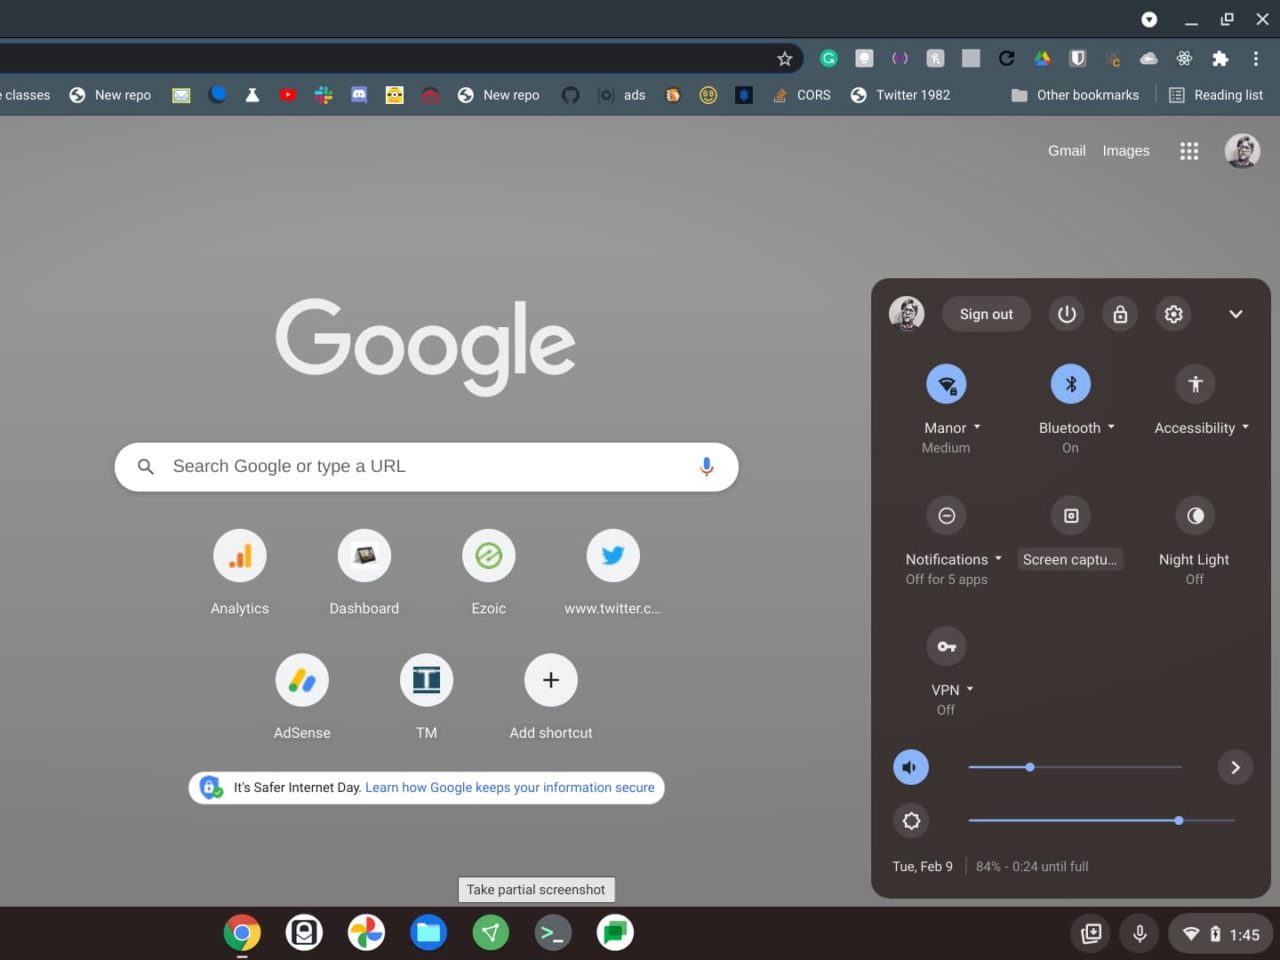 classes
New repo
New repo
ads
CORS
Twitter 1982
Other bookmarks
Reading list
Gmail
Images
Google
Search Google or type a URL
Analytics
Dashboard
Ezoic
www.twitter.c...
AdSense
TM
Add shortcut
It's Safer Internet Day. Learn how Google keeps your information secure
Take partial screenshot
Sign out
Manor
Medium
Bluetooth
On
Accessibility
Notifications
Off for 5 apps
Screen captu...
Night Light
Off
VPN
Off
Tue, Feb 9
84% - 0:24 until full
1:45